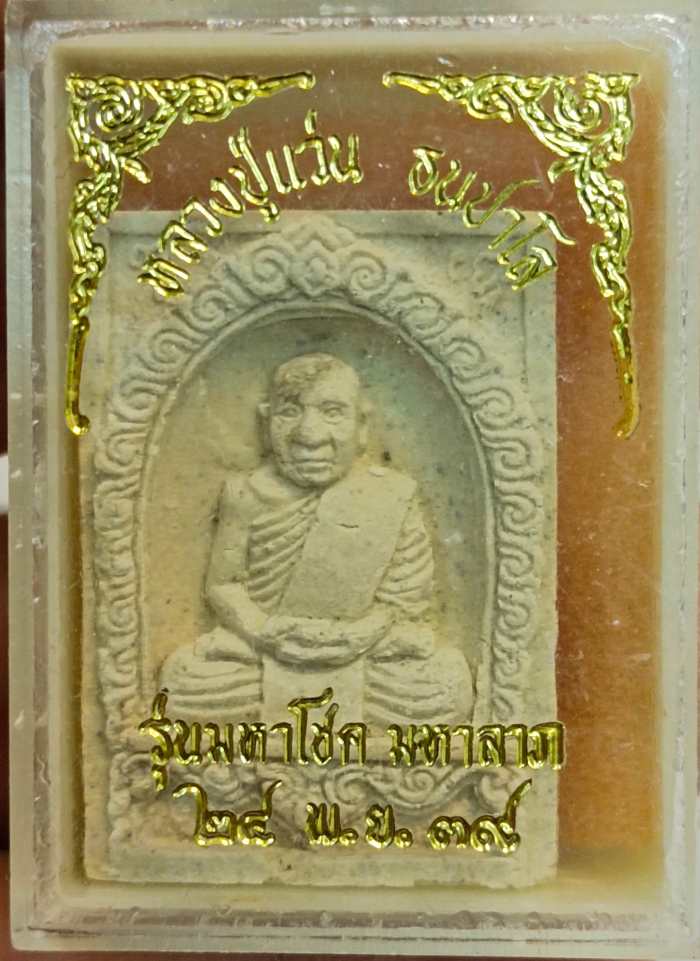 หลวงปู่แว่น ธนปาโล
รุ่นมหาโชค มหาลาภ
๒๔ พ.ย. ๓๙